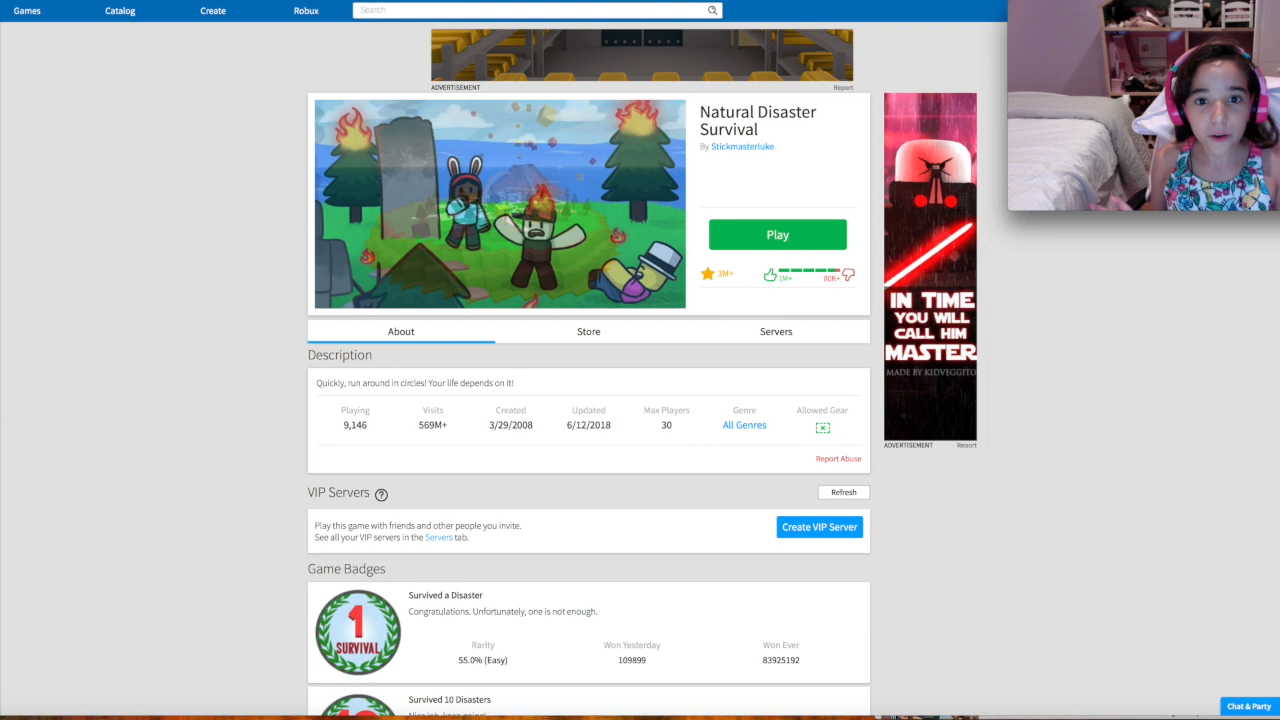 Games
Catalog
Create
Robux
Search
ADVERTISEMENT
Report
Natural Disaster
Survival
By Stickmasterluke
Play
3M+
1M+
80K+
IN TIME
YOU WILL
CALL HIM
MASTER
MADE BY KIDVEGGITO
ADVERTISEMENT
Report
About
Store
Servers
Description
Quickly, run around in circles! Your life depends on it!
Playing
Visits
Created
Updated
Max Players
Genre
Allowed Gear
9,146
569M+
3/29/2008
6/12/2018
30
All Genres
Report Abuse
VIP Servers
Refresh
Play this game with friends and other people you invite.
See all your VIP servers in the Servers tab.
Create VIP Server
Game Badges
1
SURVIVAL
Survived a Disaster
Congratulations. Unfortunately, one is not enough.
Rarity
Won Yesterday
Won Ever
55.0% (Easy)
109899
83925192
Survived 10 Disasters
Chat & Party